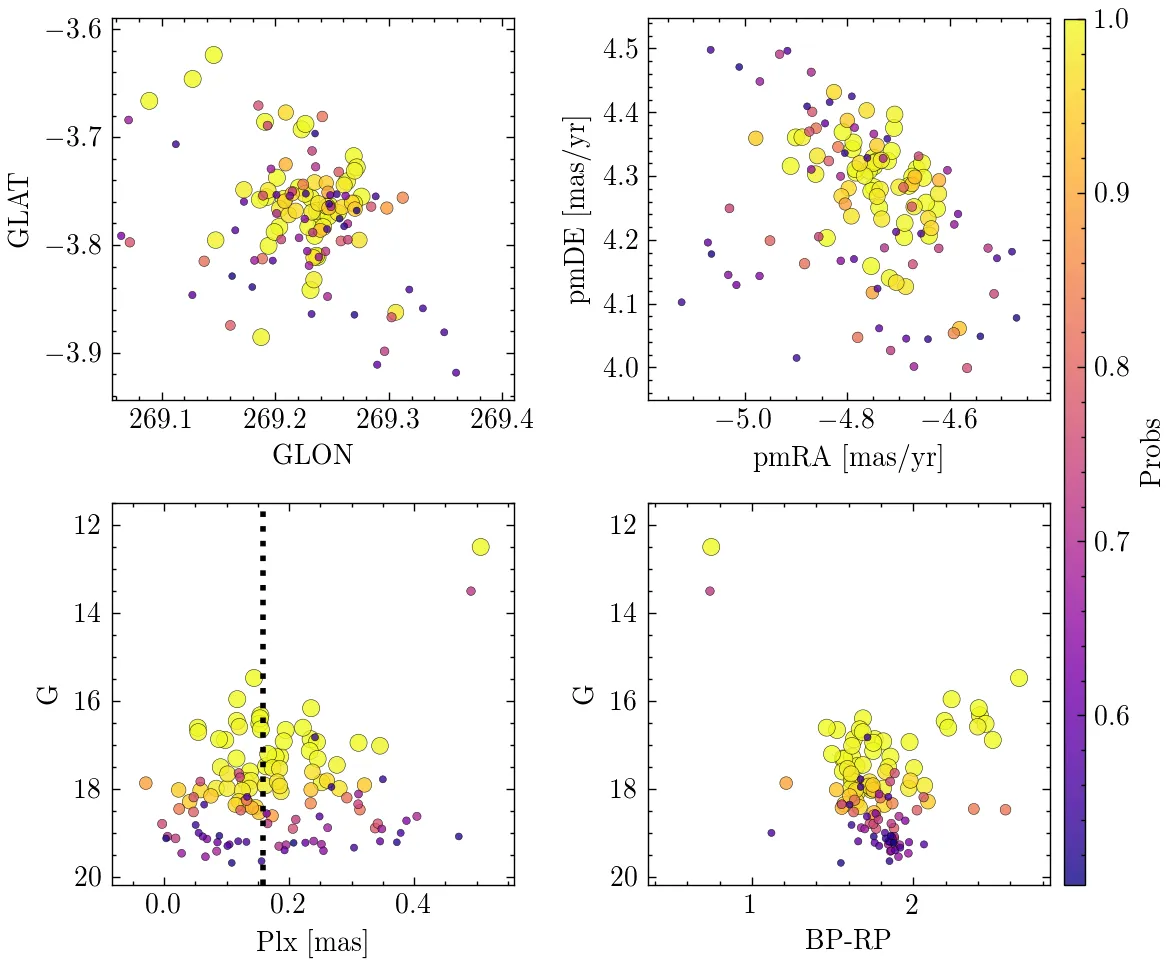 −3.6
−3.7
−3.8
−3.9
GLAT
269.1 269.2 269.3 269.4
GLON
4.5
4.4
4.3
4.2
4.1
4.0
pmDE [mas/yr]
−5.0 −4.8 −4.6
pmRA [mas/yr]
1.0
0.9
0.8
0.7
0.6
Probs
12
14
16
18
20
G
0.0 0.2 0.4
Plx [mas]
12
14
16
18
20
G
1 2
BP-RP